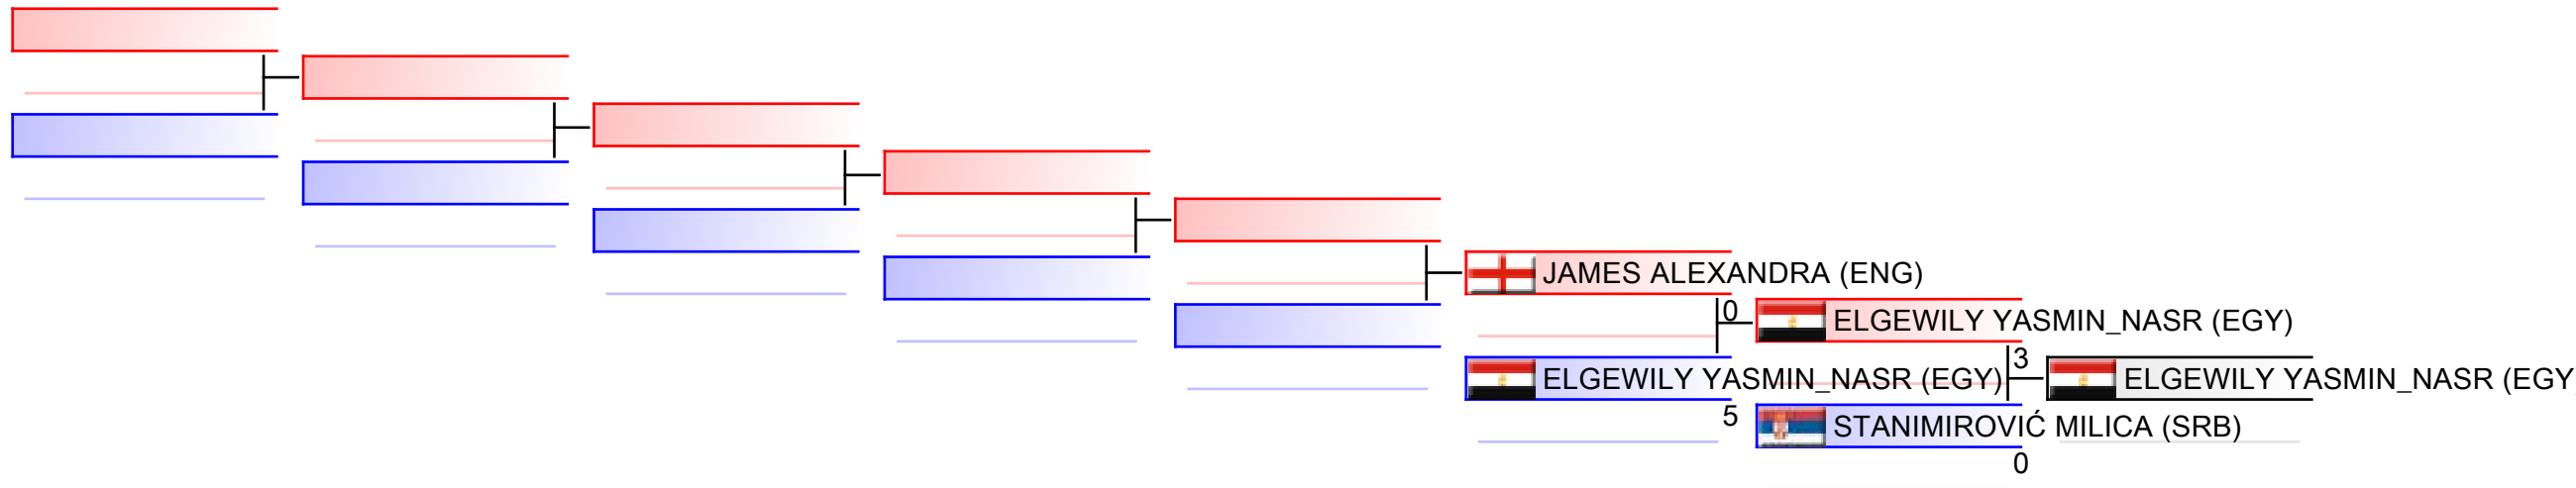 JAMES ALEXANDRA (ENG)
0
ELGEWILY YASMIN_NASR (EGY)
3
ELGEWILY YASMIN_NASR (EGY)
ELGEWILY YASMIN_NASR (EGY
5
STANIMIROVIĆ MILICA (SRB)
0